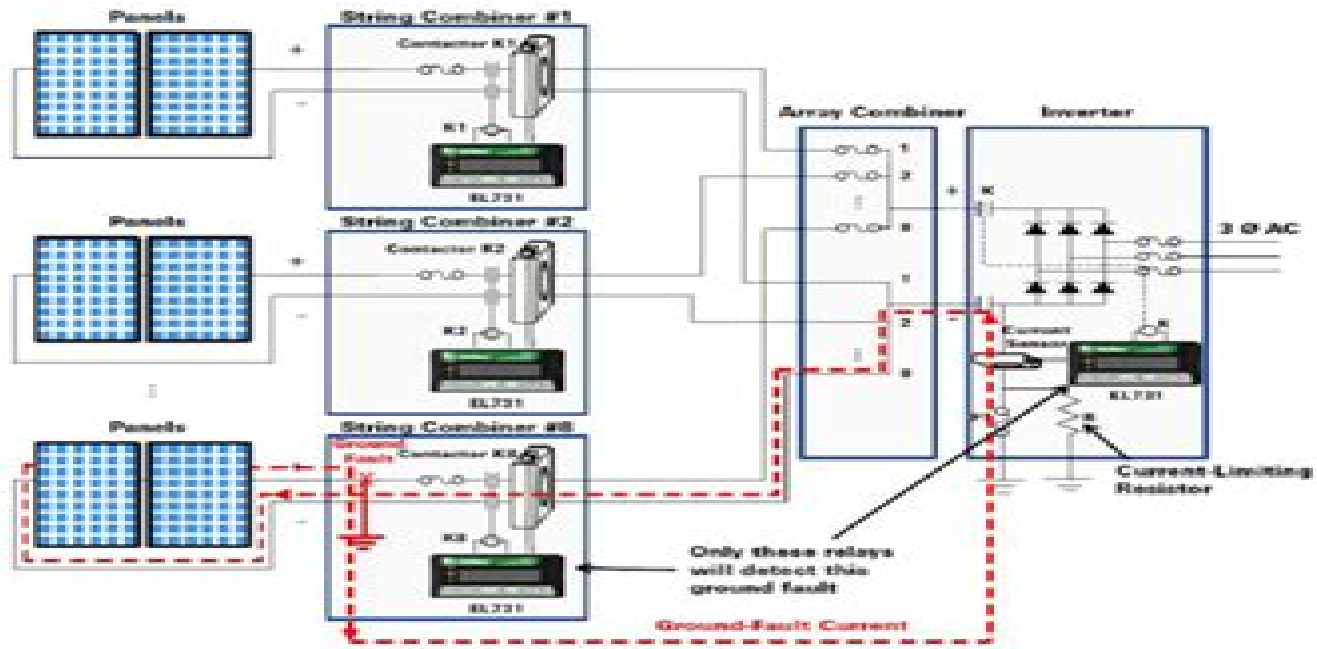 Panels
String Combiner #1
Contactor K1
+
-
K1
EL731
Array Combiner
Inverter
1
2
8
1
2
8
+
-
K
3 Ø AC
Current
Sensor
K
EL731
R
Current-Limiting
Resistor
Panels
String Combiner #2
Contactor K2
+
-
K2
EL731
Panels
String Combiner #8
Ground
Fault
Contactor K8
+
-
K8
EL731
Only these relays
will detect this
ground fault
Ground-Fault Current